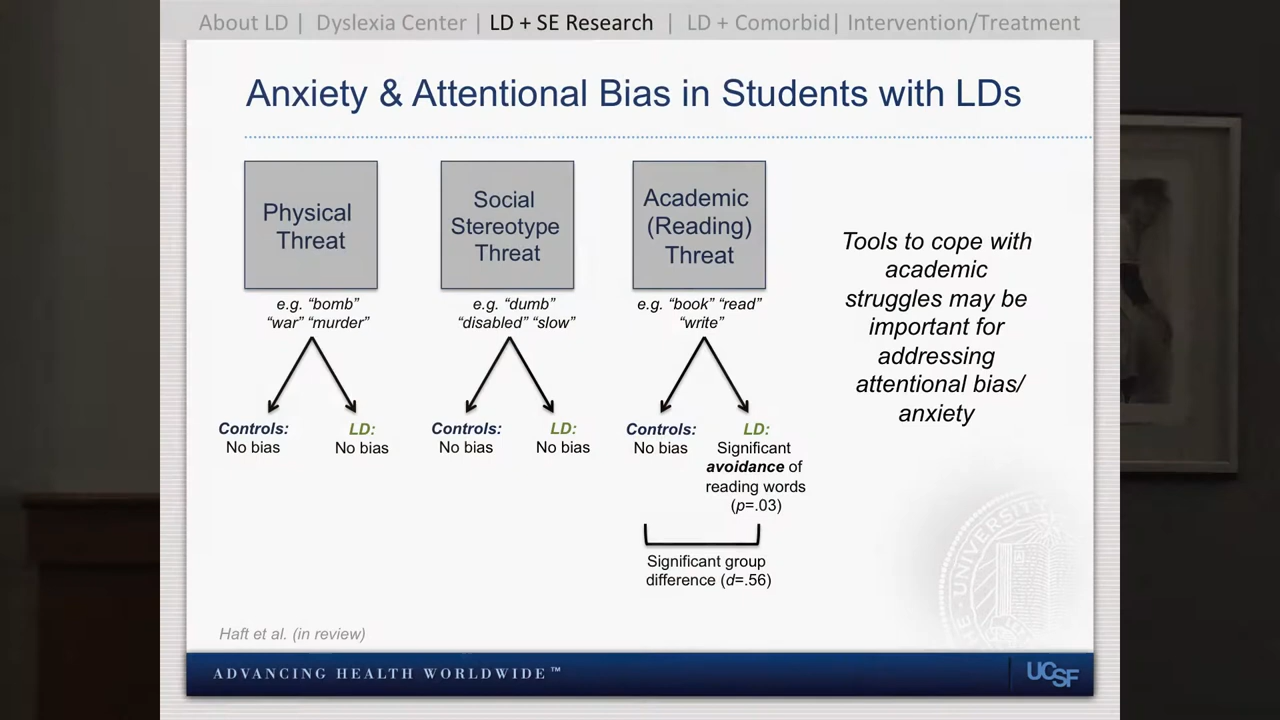 About LD | Dyslexia Center | LD + SE Research | LD + Comorbid| Intervention/Treatment
Anxiety & Attentional Bias in Students with LDs
Physical
Threat
e.g. “bomb”
“war” “murder”
Controls:
No bias
LD:
No bias
Social
Stereotype
Threat
e.g. “dumb”
“disabled” “slow”
Controls:
No bias
LD:
No bias
Academic
(Reading)
Threat
e.g. “book” “read”
“write”
Controls:
No bias
LD:
Significant
avoidance of
reading words
(p=.03)
Significant group
difference (d=.56)
Tools to cope with
academic
struggles may be
important for
addressing
attentional bias/
anxiety
Haft et al. (in review)
ADVANCING HEALTH WORLDWIDE™
UCSF